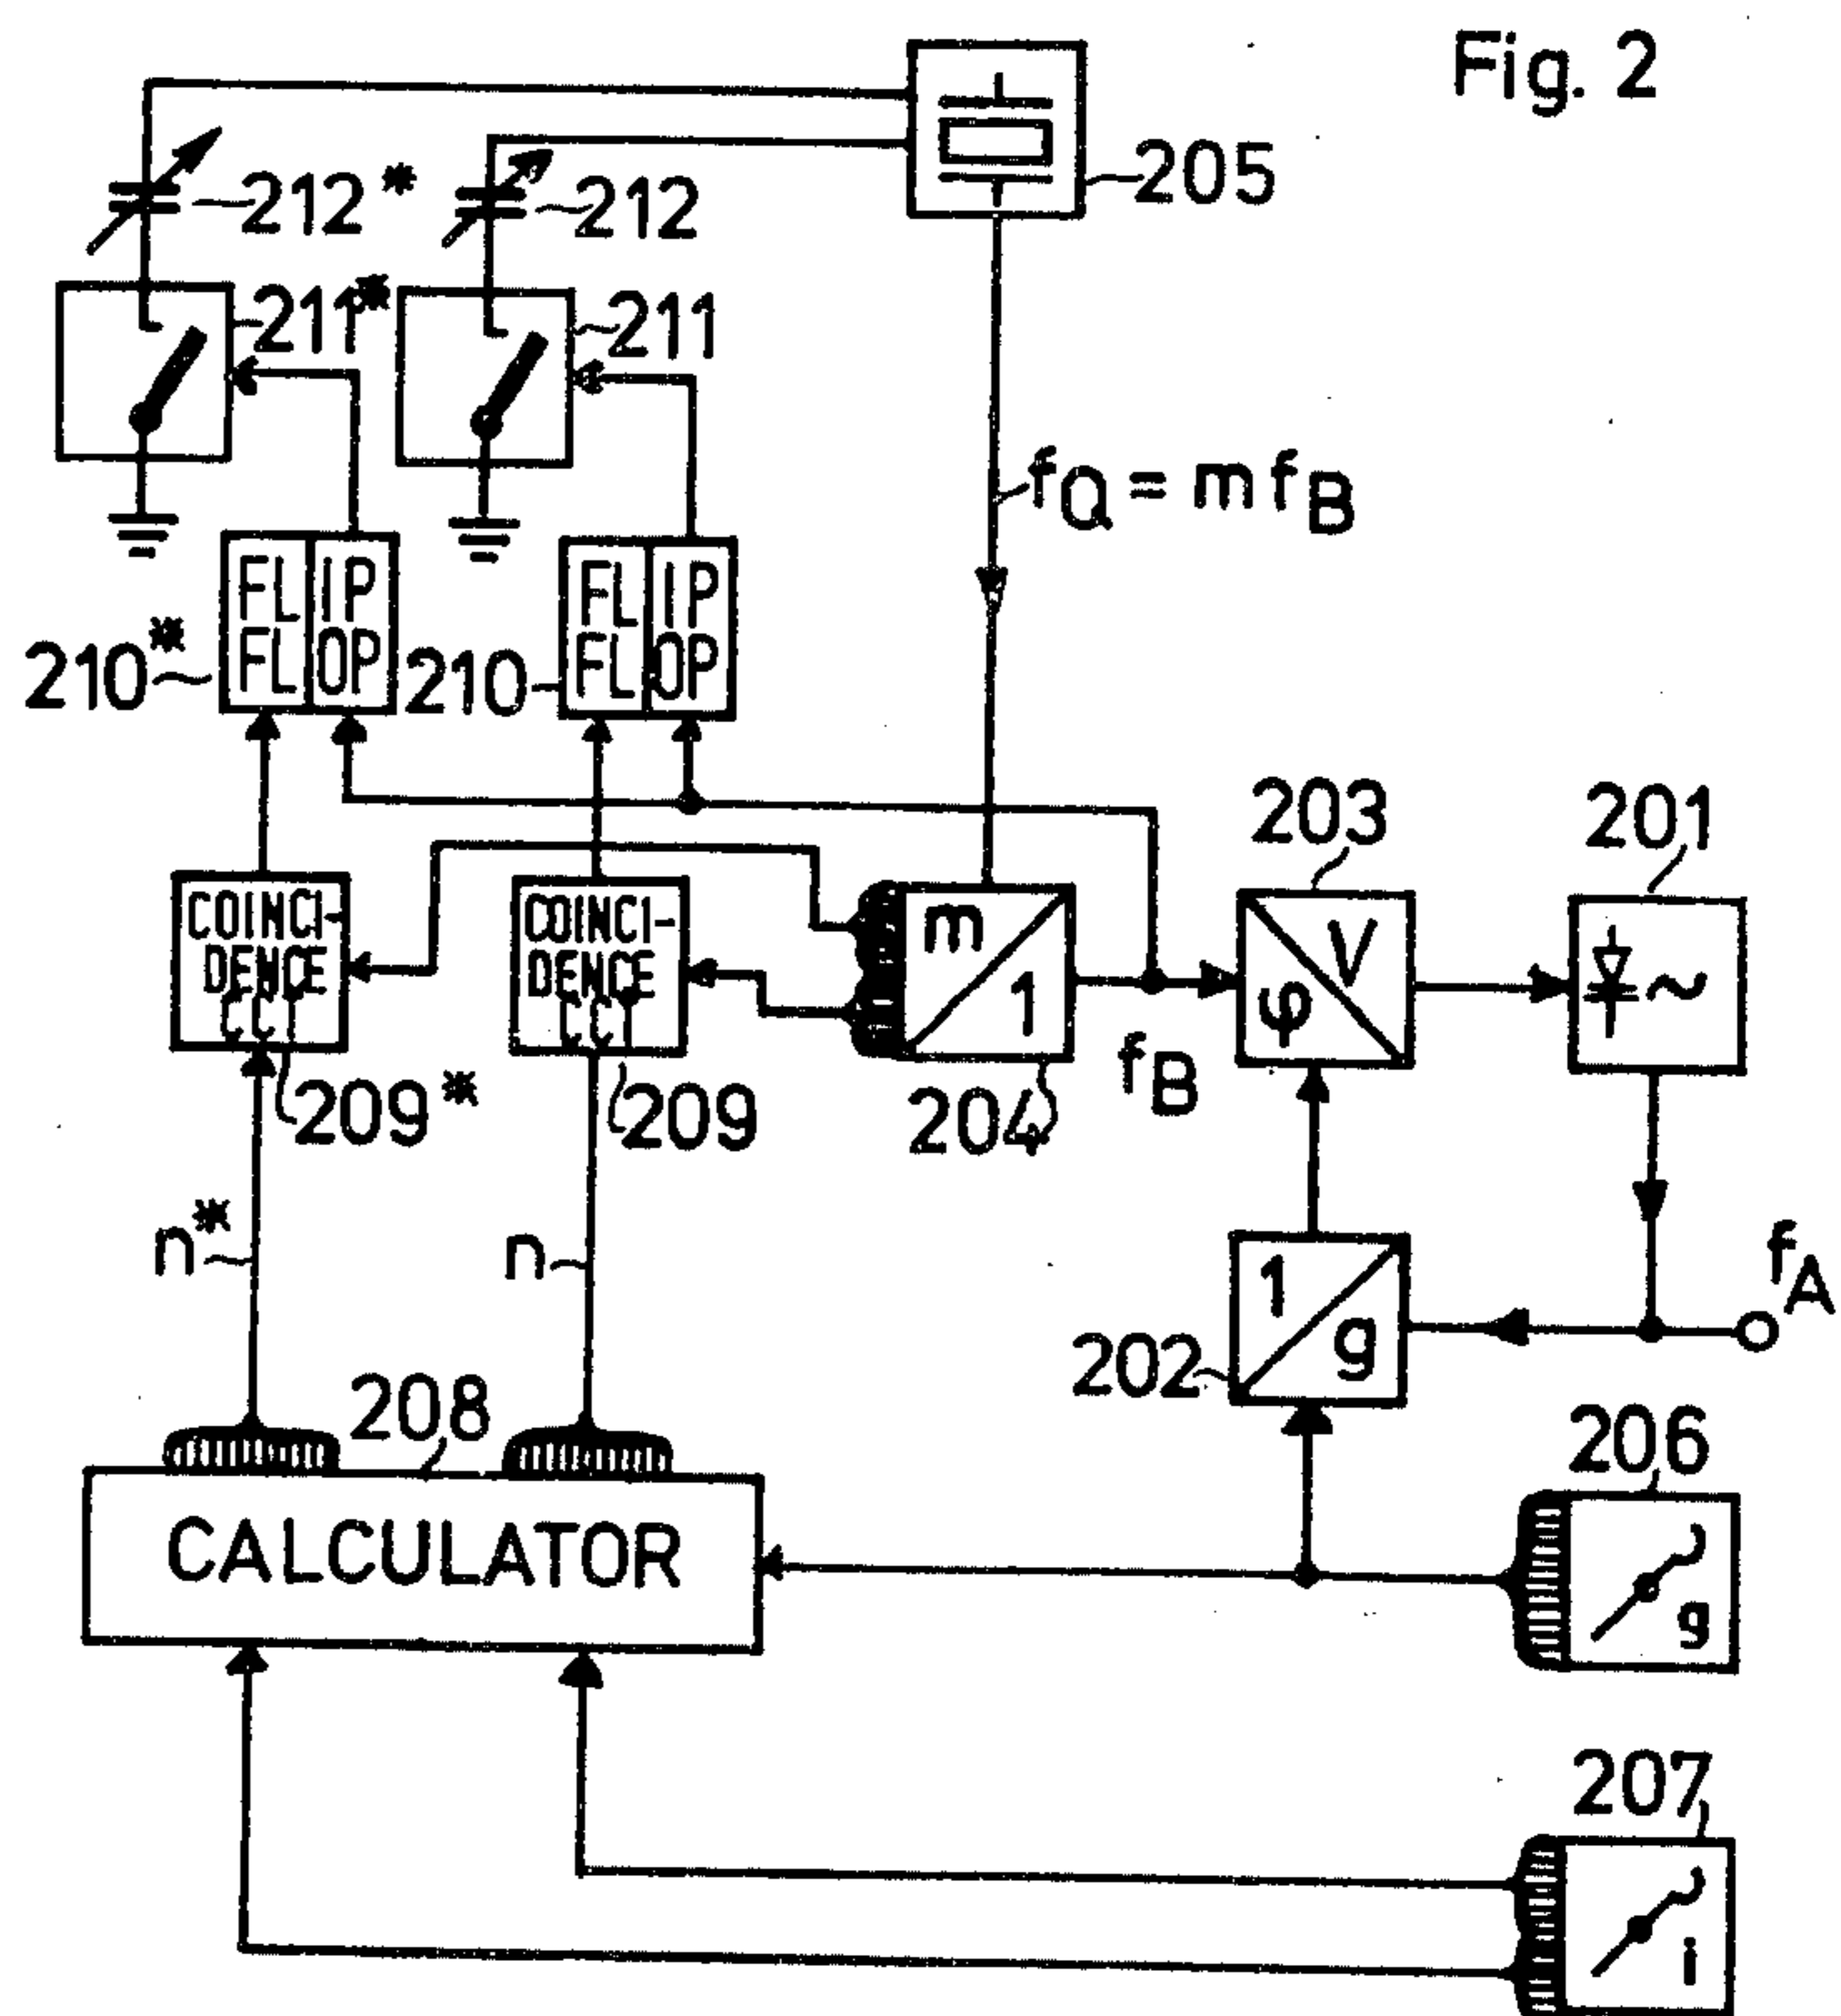 Fig. 2
205
212*
212
211*
211
fQ = m fB
FL IP
FL OP
210*
FL IP
FL OP
210
203
201
COINCI-
DENCE
CCT
COINCI-
DENCE
CCT
m
1
φ
V
~
fB
209*
209
204
n*
n
1
g
fA
202
208
206
CALCULATOR
g
207
i